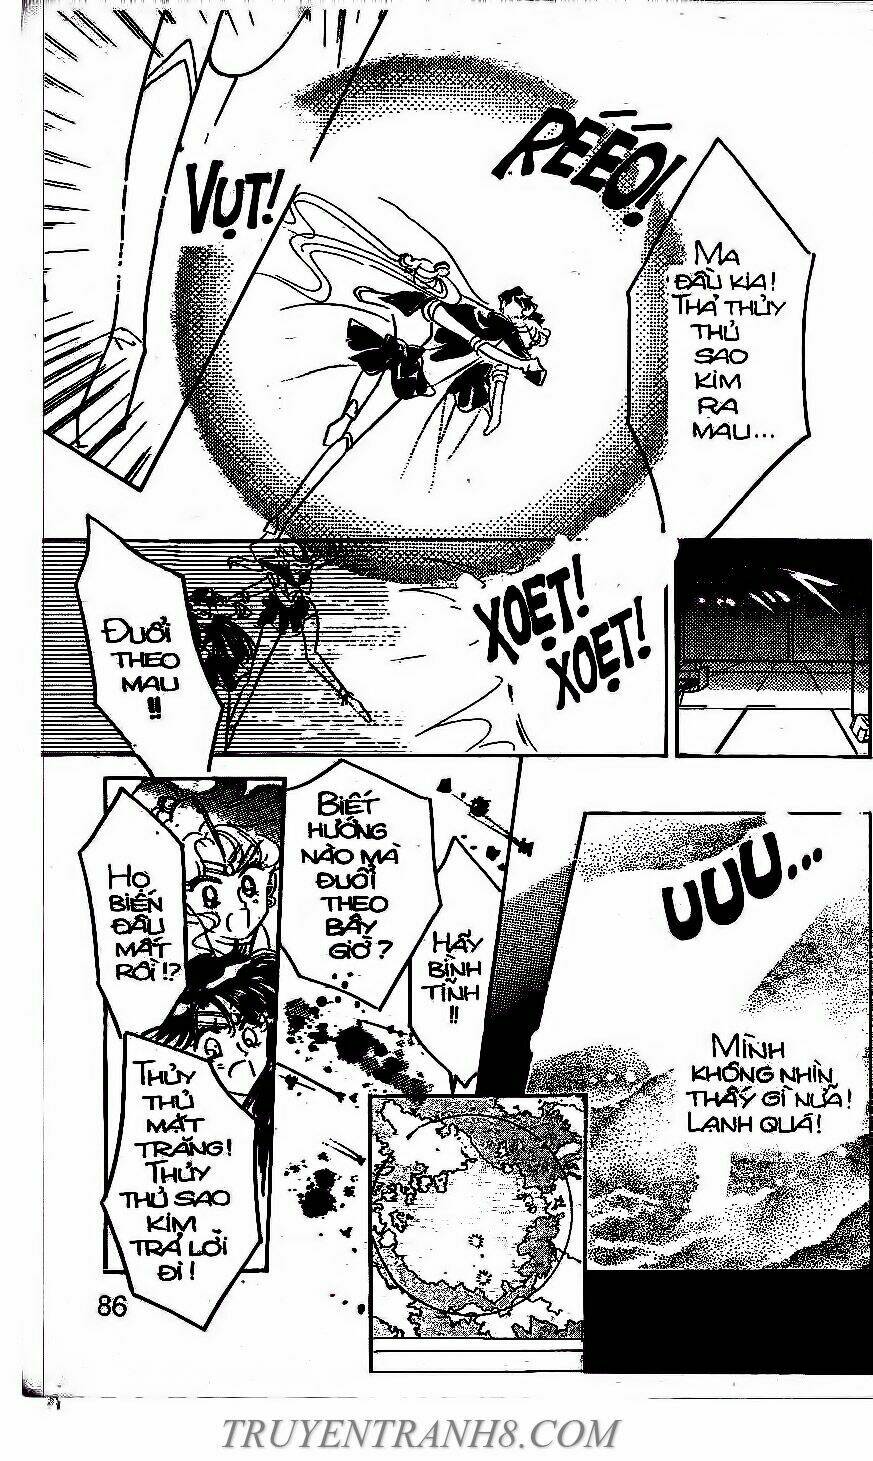 VỤT!
RÉÉO!
MA
ĐẦU KIA!
THẢ THỦY
THỦ
SAO
KIM
RA
MAU...
ĐUỔI
THEO
MAU
!!
XOẸT!
XOẸT!
HỌ
BIẾN
ĐÂU
MẤT
RỒI!?
BIẾT
HƯỚNG
NÀO MÀ
ĐUỔI
THEO
BÂY
GIỜ?
HÃY
BÌNH
TĨNH
!!
THỦY
THỦ
MẶT
TRĂNG!
THỦY
THỦ SAO
KIM
TRẢ LỜI
ĐI!
UUU...
MÌNH
KHÔNG NHÌN
THẤY GÌ NỮA!
LẠNH QUÁ!
86
TRUYENTRANH8.COM